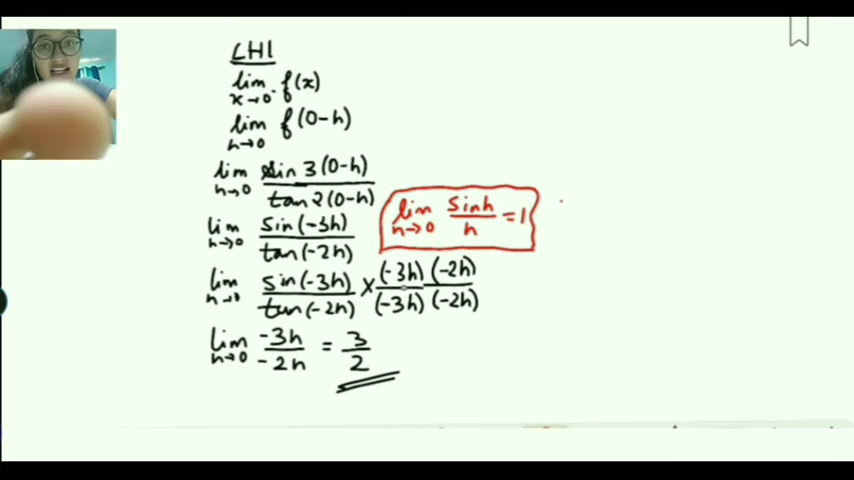 LHL
lim x→0⁻ f(x)
lim h→0 f(0-h)
lim h→0 sin 3(0-h) / tan 2(0-h)
lim h→0 sin(-3h) / tan(-2h)
lim h→0 sinh / h = 1
lim h→0 sin(-3h) / tan(-2h) × (-3h) / (-3h) (-2h) / (-2h)
lim h→0 -3h / -2h = 3 / 2